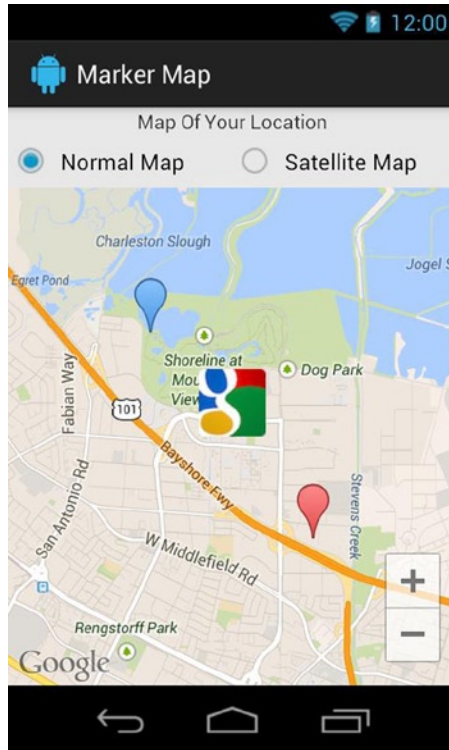 12:00
Marker Map
Map Of Your Location
Normal Map
Satellite Map
Charleston Slough
Jogel S
Egret Pond
Shoreline at
Mou
View
Dog Park
Fabian Way
101
Bayshore Fwy
San Antonio Rd
Stevens Creek
W Middlefield Rd
+
−
Rengstorff Park
Google